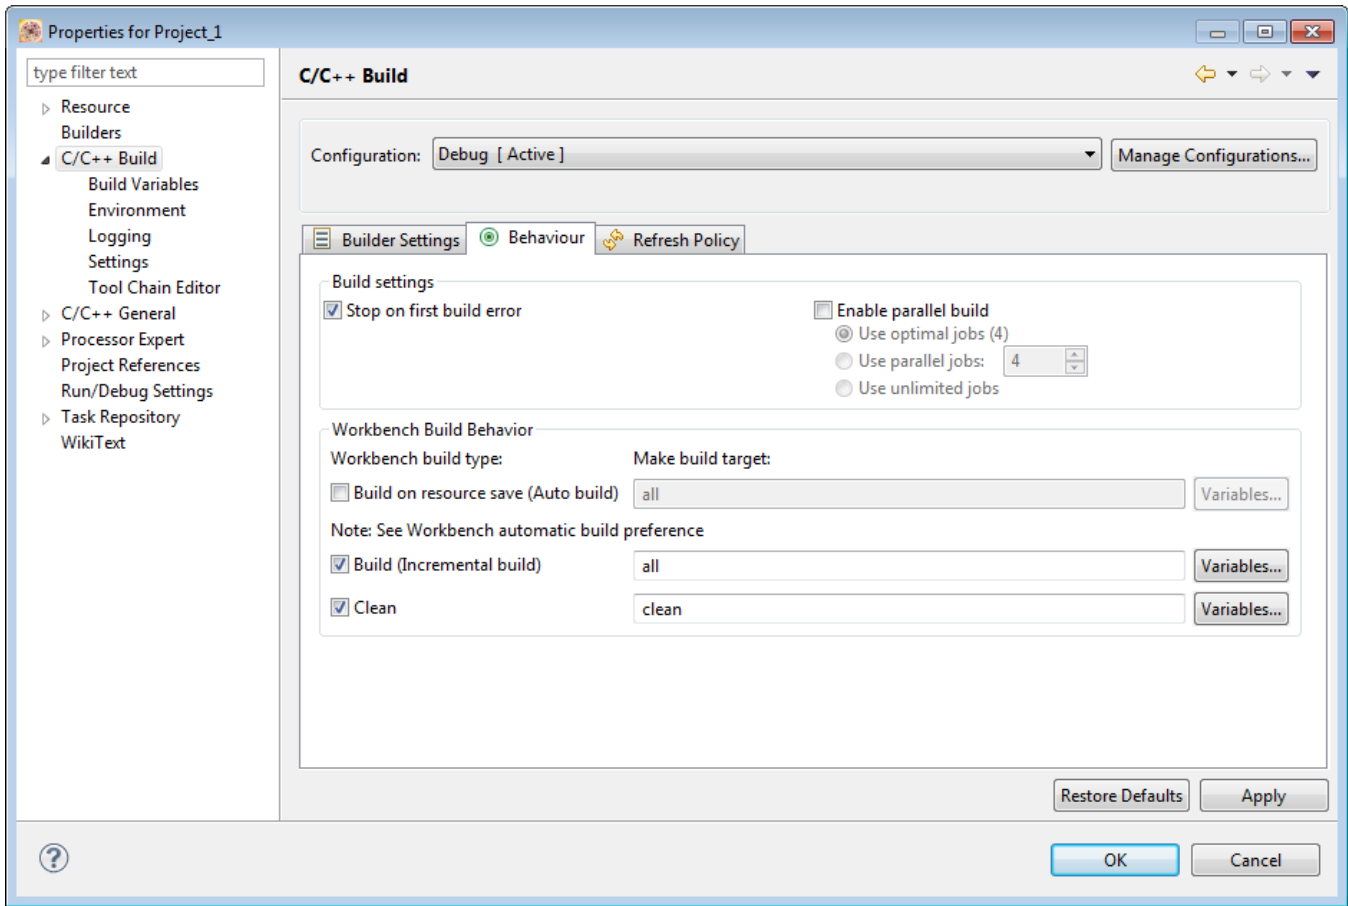 Properties for Project_1
type filter text
Resource
Builders
C/C++ Build
Build Variables
Environment
Logging
Settings
Tool Chain Editor
C/C++ General
Processor Expert
Project References
Run/Debug Settings
Task Repository
WikiText
C/C++ Build
Configuration: Debug [ Active ] Manage Configurations...
Builder Settings Behaviour Refresh Policy
Build settings
Stop on first build error Enable parallel build
Use optimal jobs (4)
Use parallel jobs: 4
Use unlimited jobs
Workbench Build Behavior
Workbench build type: Make build target:
Build on resource save (Auto build) all Variables...
Note: See Workbench automatic build preference
Build (Incremental build) all Variables...
Clean clean Variables...
Restore Defaults Apply
? OK Cancel